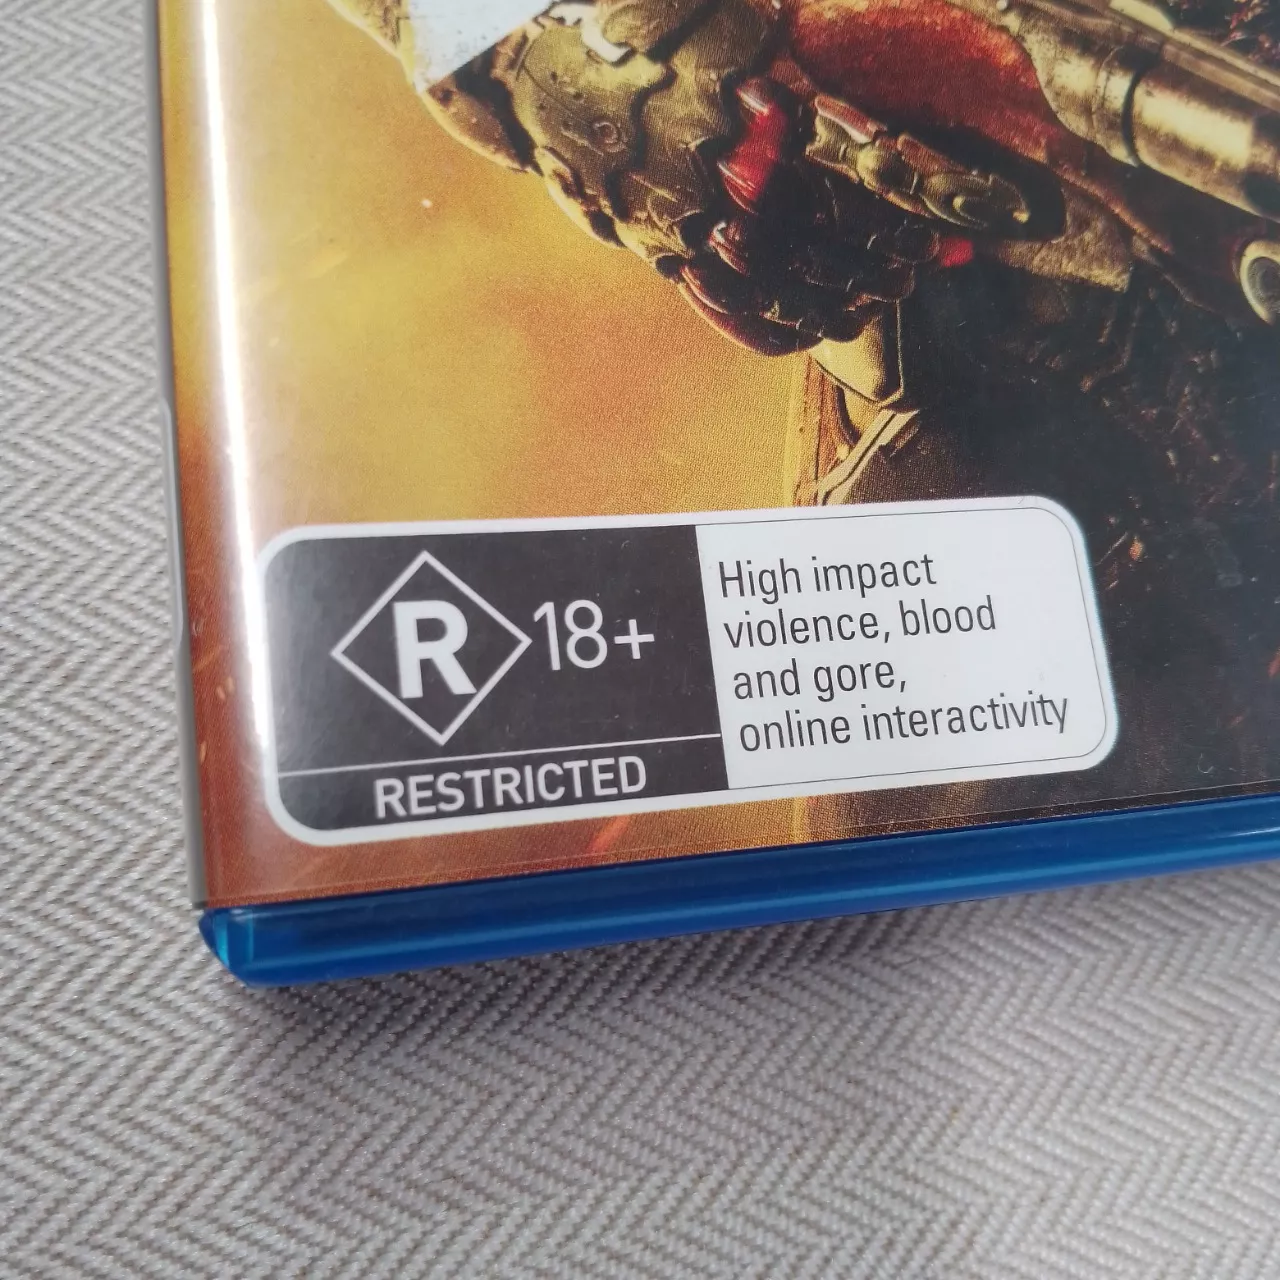 R 18+
RESTRICTED
High impact
violence, blood
and gore,
online interactivity